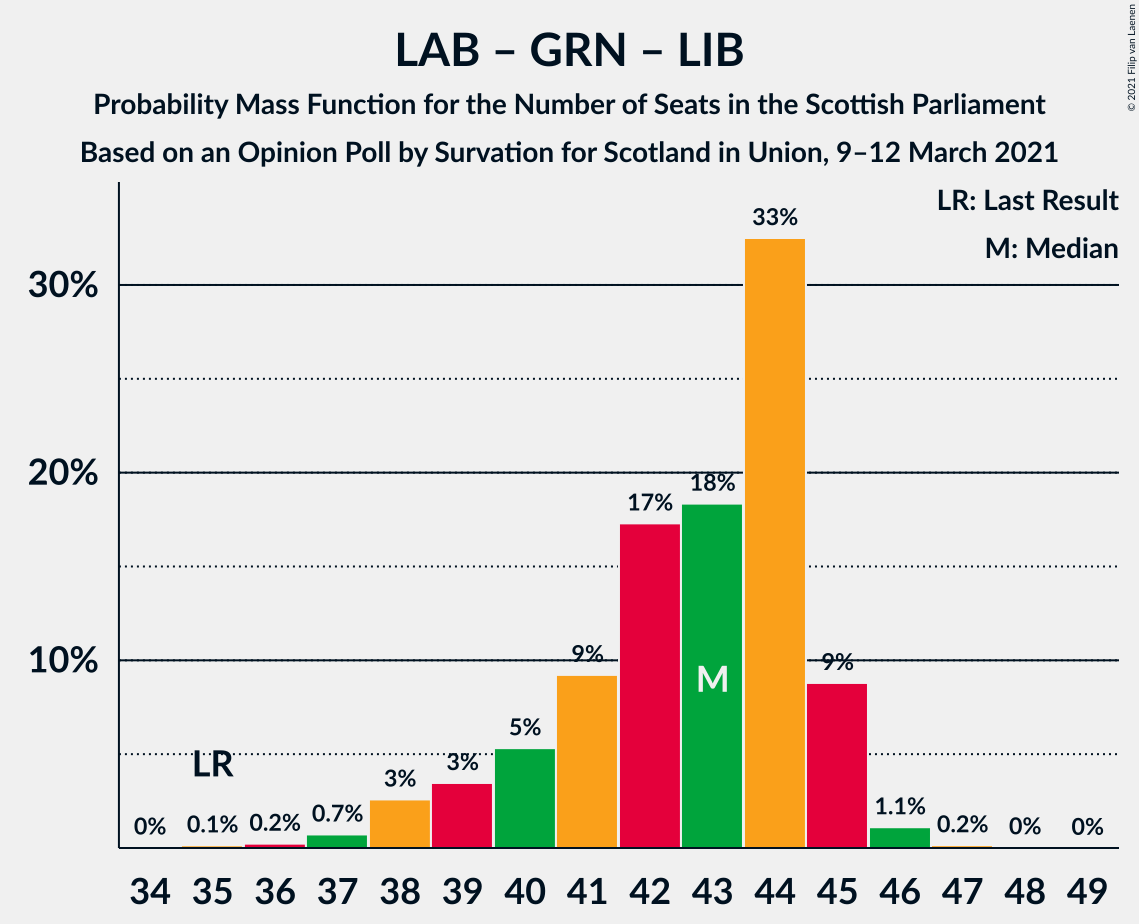 LAB – GRN – LIB
Probability Mass Function for the Number of Seats in the Scottish Parliament
Based on an Opinion Poll by Survation for Scotland in Union, 9–12 March 2021
© 2021 Filip van Laenen
LR: Last Result
M: Median
30%
20%
10%
0%
0.1%
0.2%
0.7%
3%
3%
5%
9%
17%
18%
33%
9%
1.1%
0.2%
0%
0%
LR
M
34 35 36 37 38 39 40 41 42 43 44 45 46 47 48 49